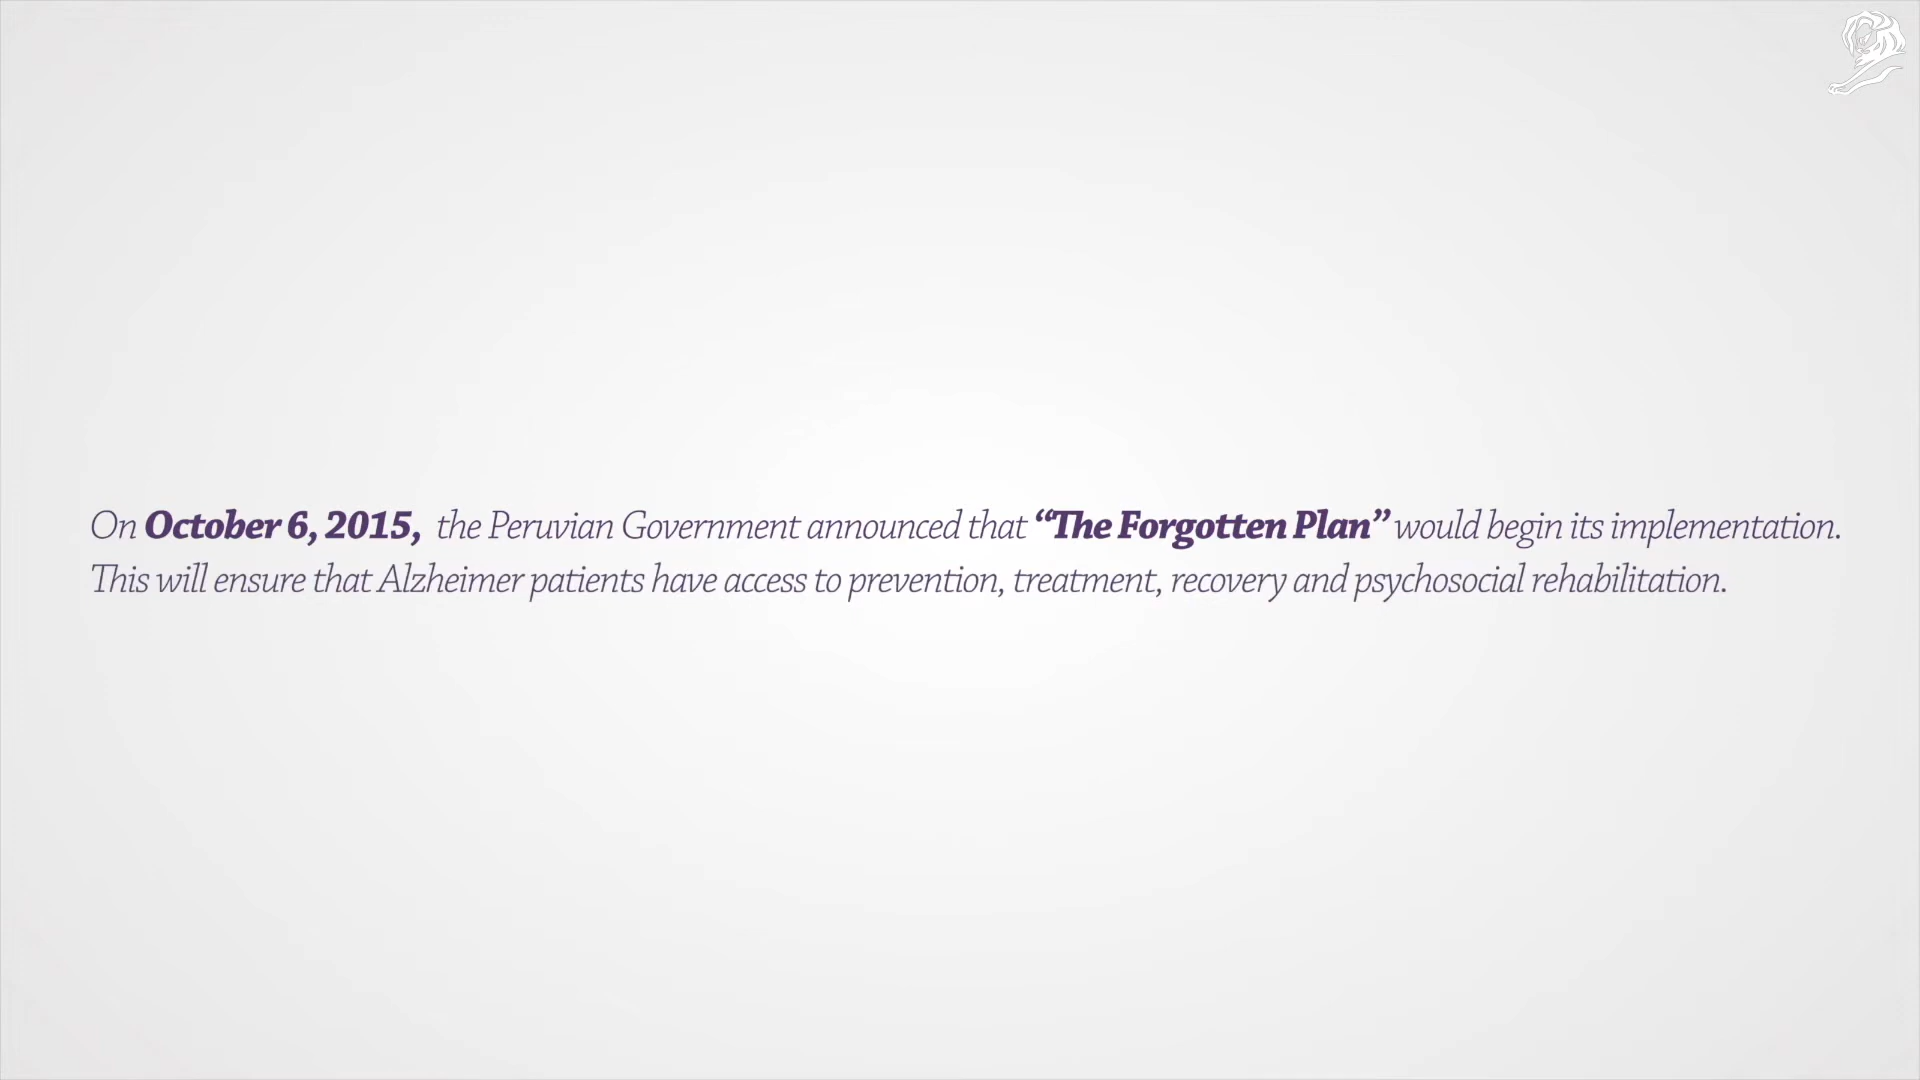 On October 6, 2015, the Peruvian Government announced that “The Forgotten Plan” would begin its implementation.
This will ensure that Alzheimer patients have access to prevention, treatment, recovery and psychosocial rehabilitation.